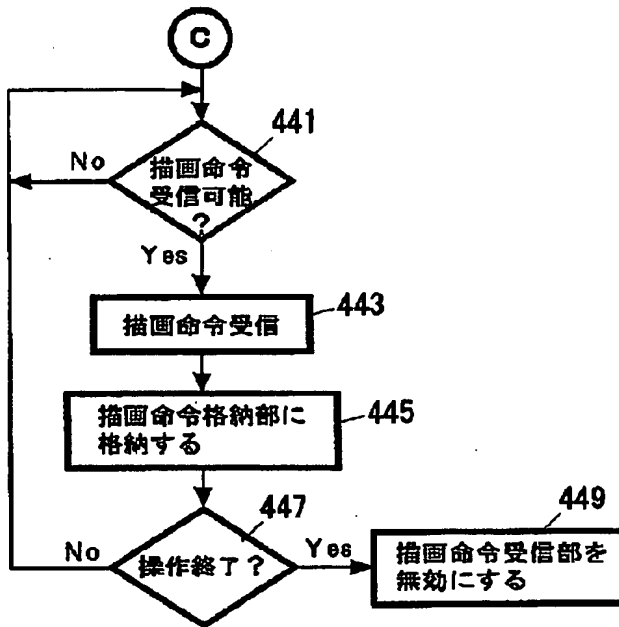 C
441
No
描画命令
受信可能
?
Yes
443
描画命令受信
445
描画命令格納部に
格納する
447
No
操作終了?
Yes
449
描画命令受信部を
無効にする